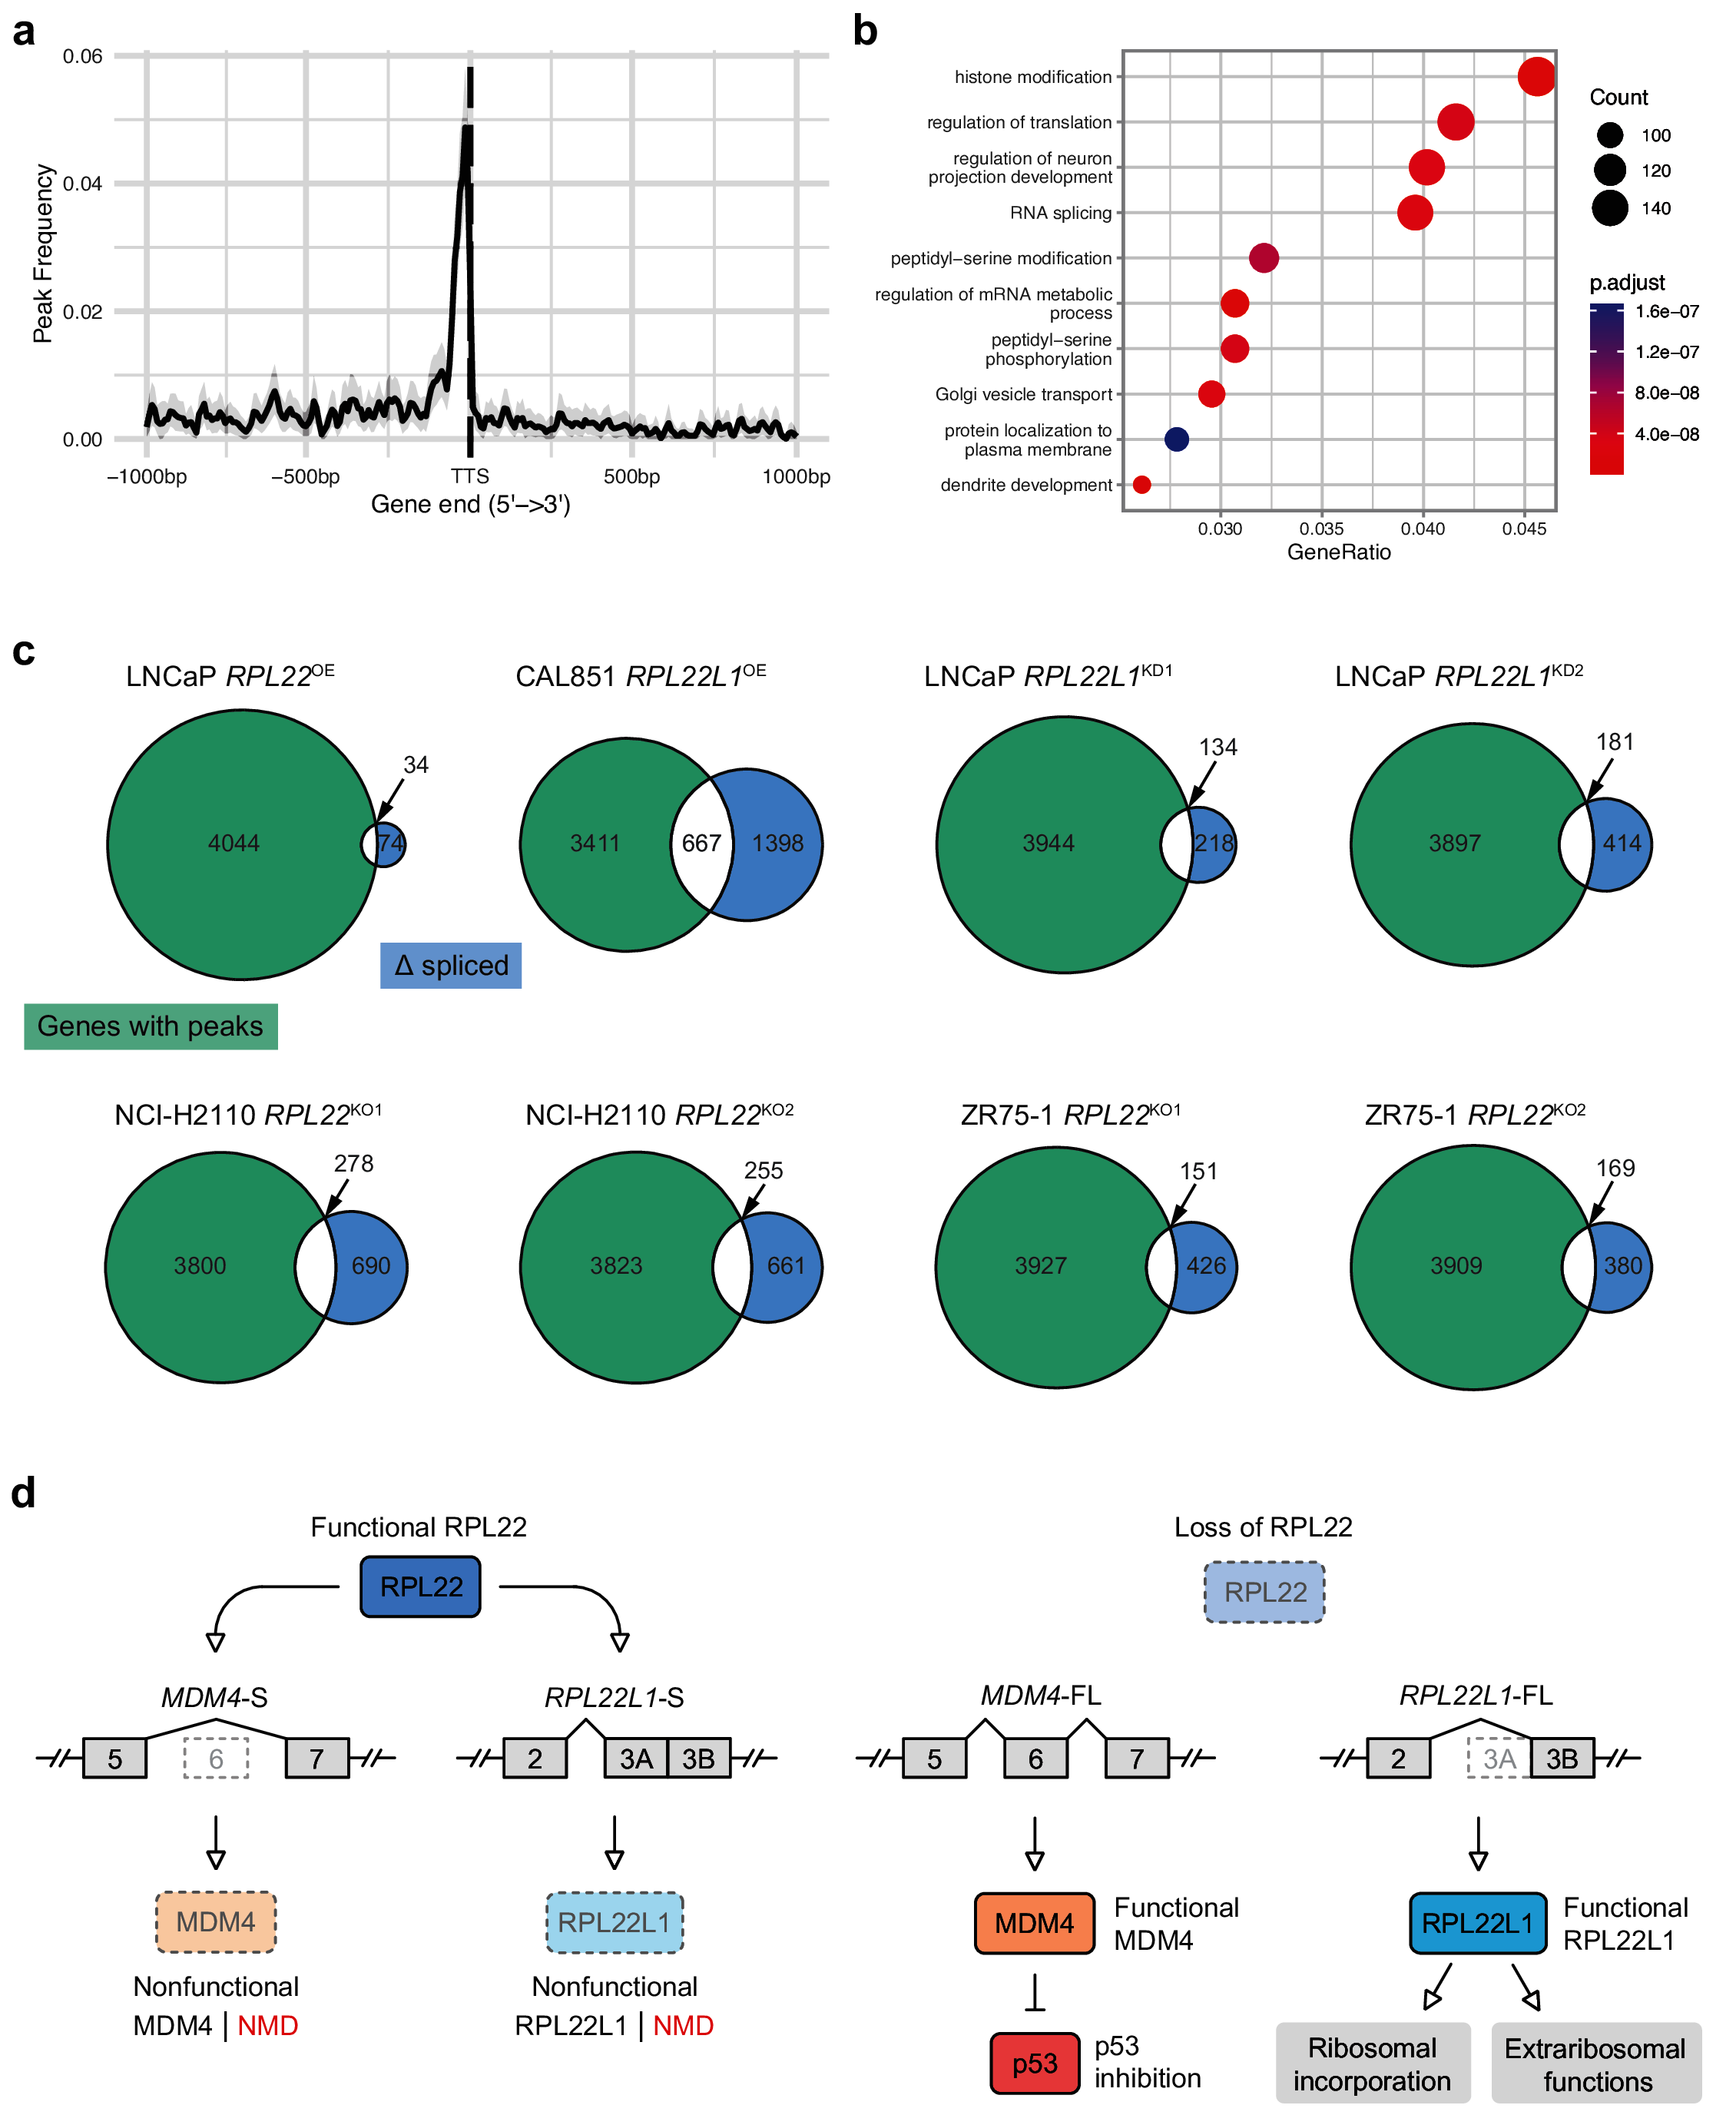 a
0.06
0.04
0.02
0.00
Peak Frequency
−1000bp
−500bp
TTS
500bp
1000bp
Gene end (5'−>3')
b
histone modification
regulation of translation
regulation of neuron
projection development
RNA splicing
peptidyl−serine modification
regulation of mRNA metabolic
process
peptidyl−serine
phosphorylation
Golgi vesicle transport
protein localization to
plasma membrane
dendrite development
0.030
0.035
0.040
0.045
GeneRatio
Count
100
120
140
p.adjust
1.6e−07
1.2e−07
8.0e−08
4.0e−08
c
LNCaP RPL22OE
34
4044
74
CAL851 RPL22L1OE
3411
667
1398
LNCaP RPL22L1KD1
134
3944
218
LNCaP RPL22L1KD2
181
3897
414
Δ spliced
Genes with peaks
NCI-H2110 RPL22KO1
278
3800
690
NCI-H2110 RPL22KO2
255
3823
661
ZR75-1 RPL22KO1
151
3927
426
ZR75-1 RPL22KO2
169
3909
380
d
Functional RPL22
RPL22
MDM4-S
5
6
7
MDM4
Nonfunctional
MDM4 | NMD
RPL22L1-S
2
3A
3B
RPL22L1
Nonfunctional
RPL22L1 | NMD
Loss of RPL22
RPL22
MDM4-FL
5
6
7
MDM4
Functional
MDM4
p53
p53
inhibition
RPL22L1-FL
2
3A
3B
RPL22L1
Functional
RPL22L1
Ribosomal
incorporation
Extraribosomal
functions